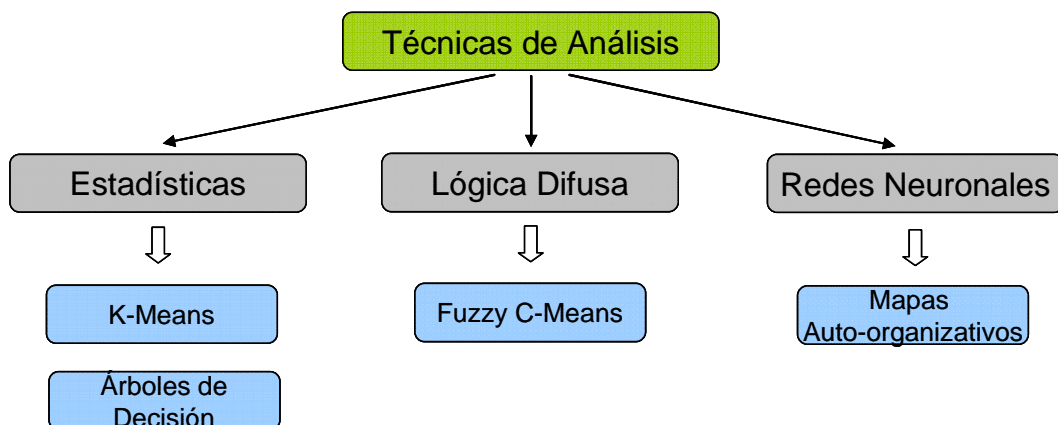 Técnicas de Análisis
Estadísticas
Lógica Difusa
Redes Neuronales
K-Means
Fuzzy C-Means
Mapas
Auto-organizativos
Árboles de
Decisión